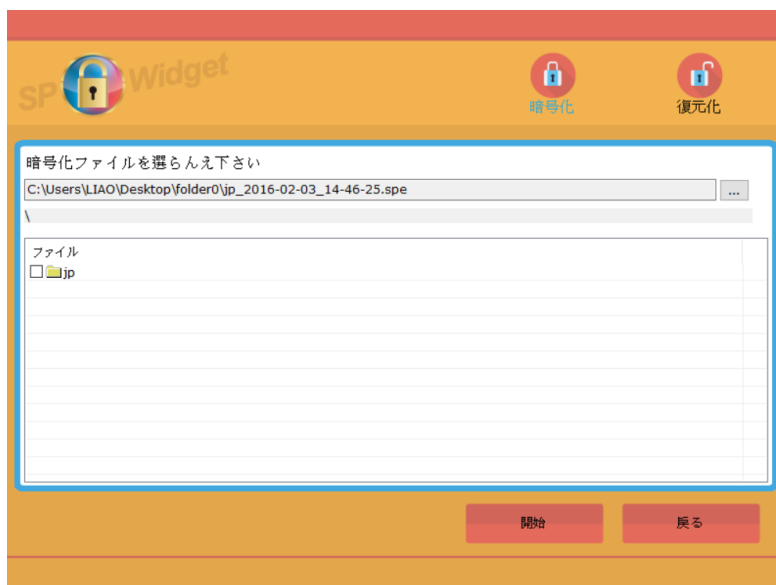 SP Widget
暗号化
復元化
暗号化ファイルを選らんえ下さい
C:\Users\LIAO\Desktop\folder0\jp_2016-02-03_14-46-25.spe
...
\
ファイル
jp
開始
戻る